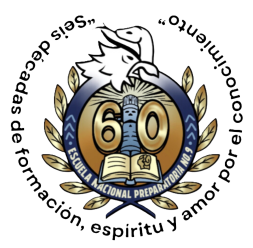 "Seis décadas de formación, espíritu y amor por el conocimiento"
60
ESCUELA NACIONAL PREPARATORIA NO. 9